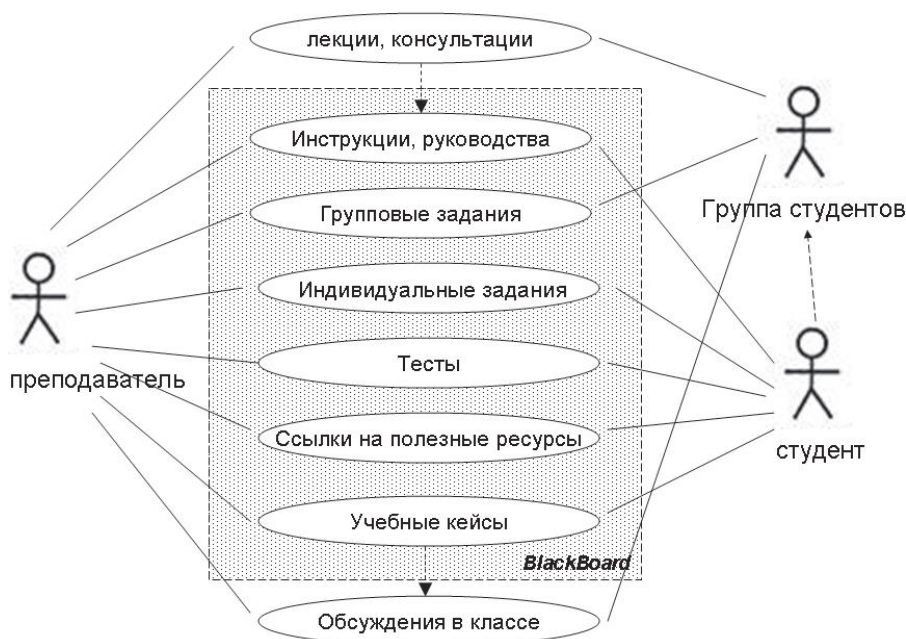 лекции, консультации
Инструкции, руководства
Групповые задания
Группа студентов
Индивидуальные задания
Тесты
преподаватель
Ссылки на полезные ресурсы
студент
Учебные кейсы
BlackBoard
Обсуждения в классе